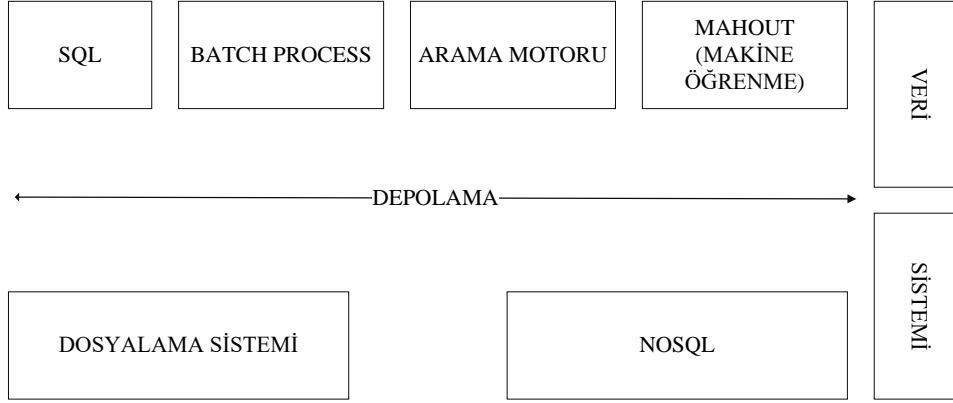 SQL
BATCH PROCESS
ARAMA MOTORU
MAHOUT
(MAKİNE
ÖĞRENME)
VERİ
DEPOLAMA
SİSTEMİ
DOSYALAMA SİSTEMİ
NOSQL